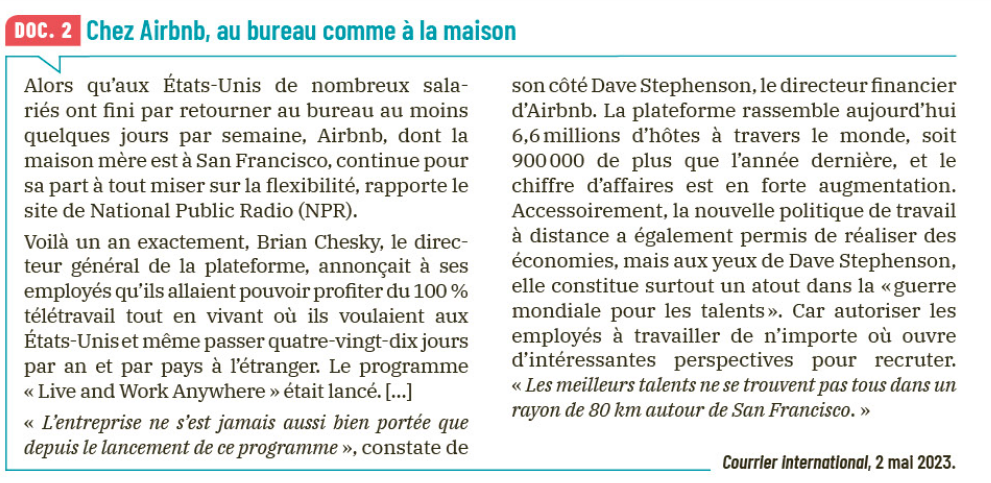 DOC. 2 Chez Airbnb, au bureau comme à la maison
Alors qu'aux États-Unis de nombreux sala-
riés ont fini par retourner au bureau au moins
quelques jours par semaine, Airbnb, dont la
maison mère est à San Francisco, continue pour
sa part à tout miser sur la flexibilité, rapporte le
site de National Public Radio (NPR).
Voilà un an exactement, Brian Chesky, le direc-
teur général de la plateforme, annonçait à ses
employés qu'ils allaient pouvoir profiter du 100 %
télétravail tout en vivant où ils voulaient aux
États-Unis et même passer quatre-vingt-dix jours
par an et par pays à l'étranger. Le programme
« Live and Work Anywhere » était lancé. [...]
« L'entreprise ne s'est jamais aussi bien portée que
depuis le lancement de ce programme », constate de
son côté Dave Stephenson, le directeur financier
d'Airbnb. La plateforme rassemble aujourd'hui
6,6 millions d'hôtes à travers le monde, soit
900 000 de plus que l'année dernière, et le
chiffre d'affaires est en forte augmentation.
Accessoirement, la nouvelle politique de travail
à distance a également permis de réaliser des
économies, mais aux yeux de Dave Stephenson,
elle constitue surtout un atout dans la « guerre
mondiale pour les talents ». Car autoriser les
employés à travailler de n'importe où ouvre
d'intéressantes perspectives pour recruter.
« Les meilleurs talents ne se trouvent pas tous dans un
rayon de 80 km autour de San Francisco. »
Courrier international, 2 mai 2023.